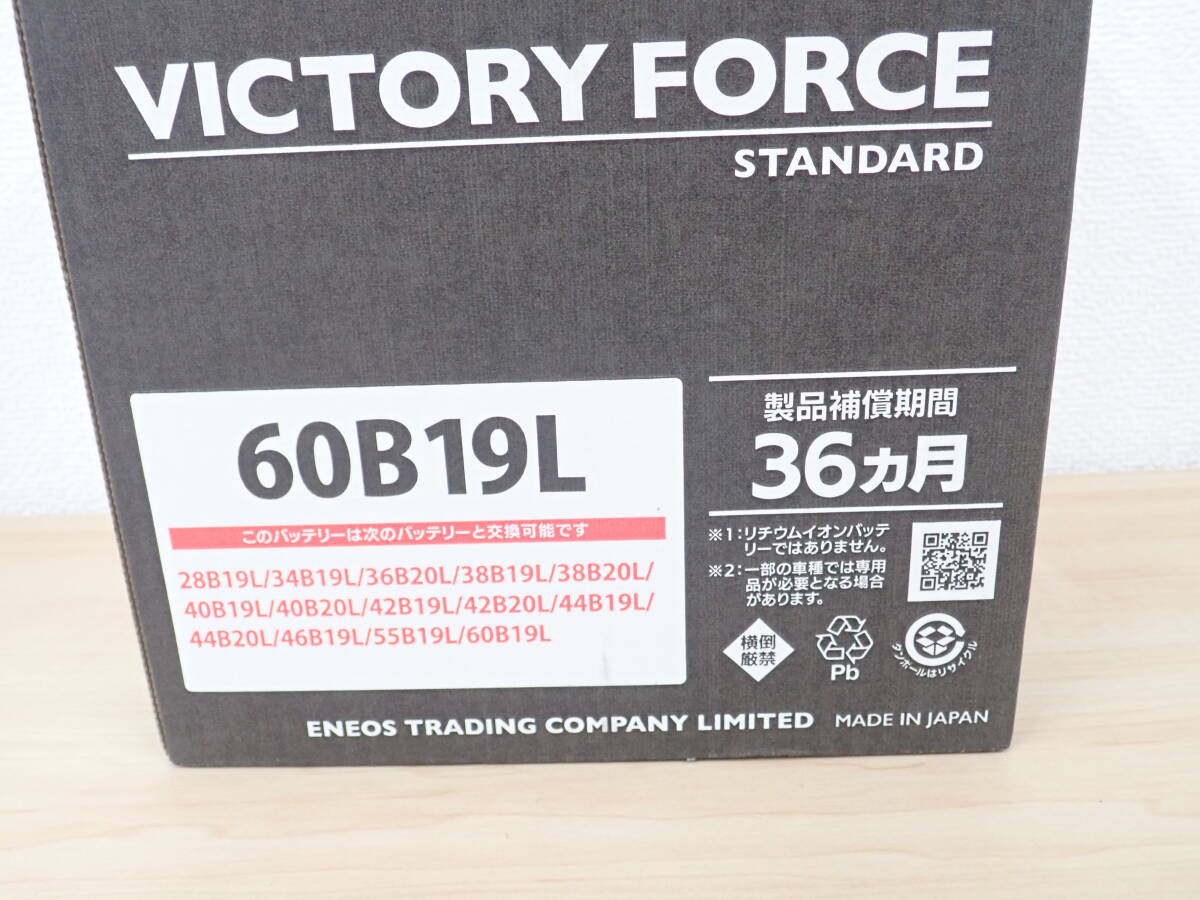 VICTORY FORCE
STANDARD
60B19L
このバッテリーは次のバッテリーと交換可能です
28B19L/34B19L/36B20L/38B19L/38B20L/
40B19L/40B20L/42B19L/42B20L/44B19L/
44B20L/46B19L/55B19L/60B19L
製品補償期間
36ヵ月
※1:リチウムイオンバッテ
リーではありません。
※2:一部の車種では専用
品が必要となる場合
があります。
横倒
厳禁
Pb
ダンボールはリサイクル
ENEOS TRADING COMPANY LIMITED MADE IN JAPAN